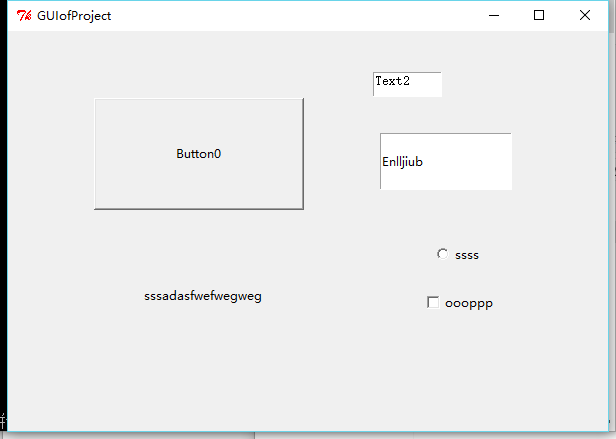 GUIofProject
Text2
Button0
Enlljiub
ssss
sssadasfwefwegweg
oooppp